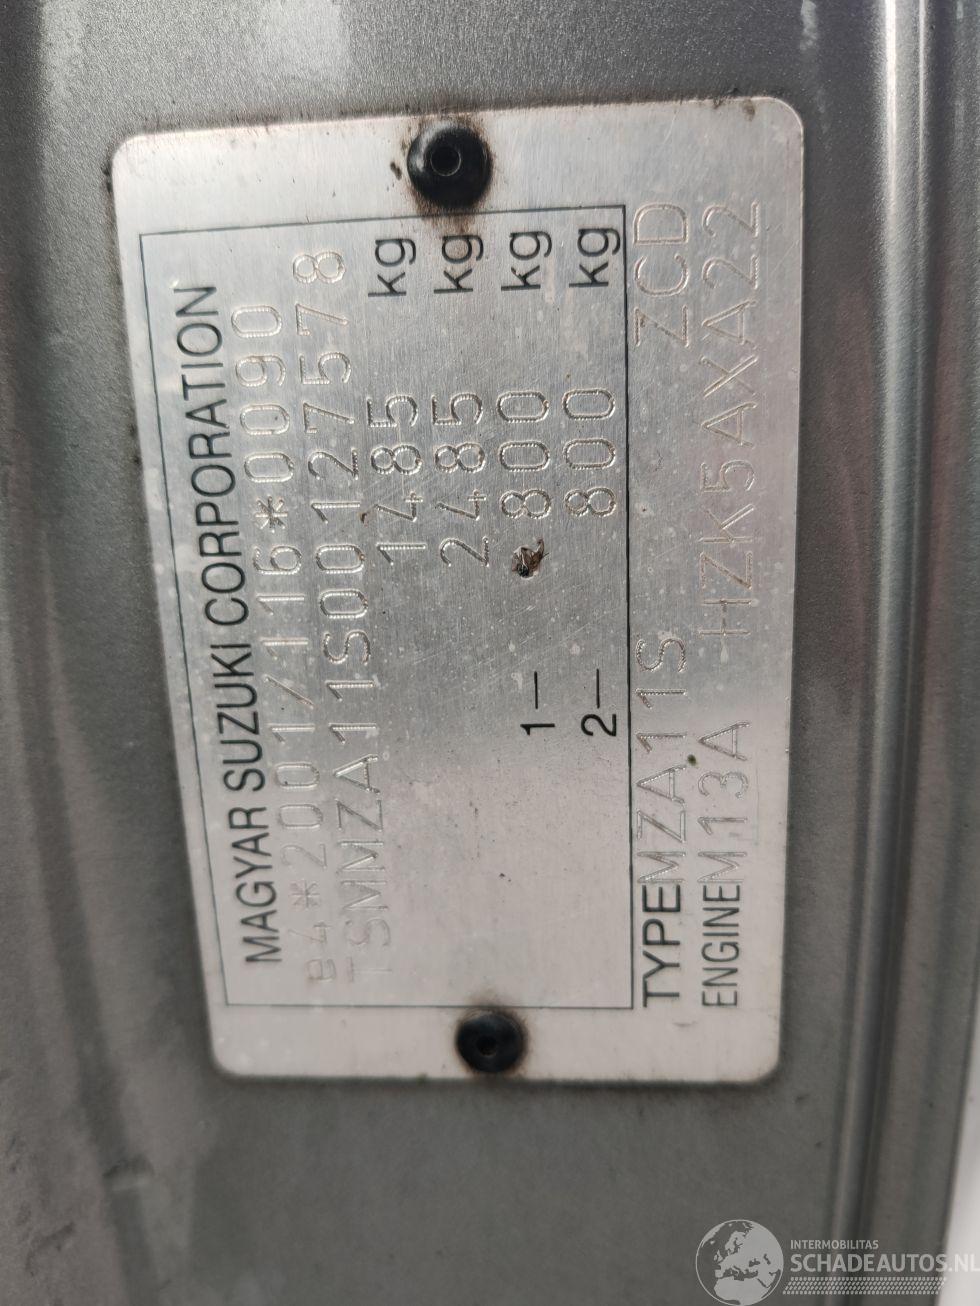 MAGYAR SUZUKI CORPORATION
e4*2001/116*0090
TSMMZA11S00127578
1485 kg
2485 kg
1– 800 kg
2– 800 kg
TYPE MZA11S ZCD
ENGINE M13A HZK5AXA22
INTERMOBILITAS
SCHADEAUTOS.NL